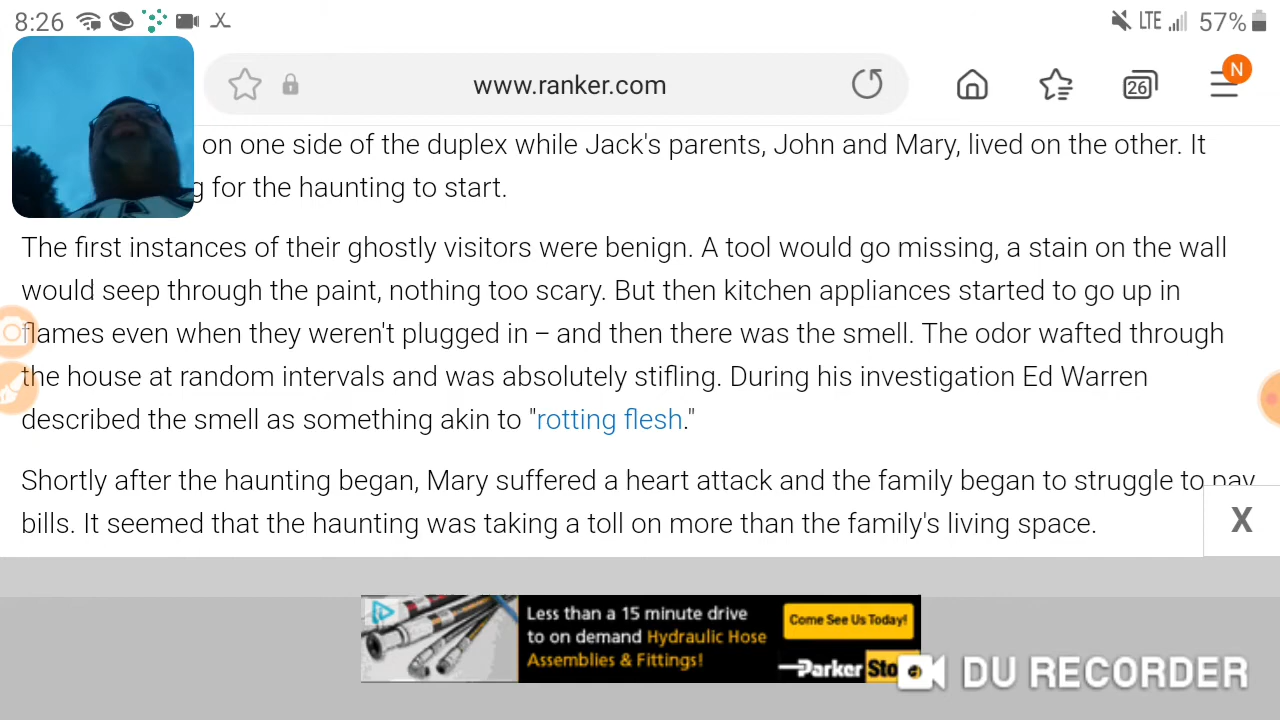 8:26
LTE 57%
www.ranker.com
26
N
on one side of the duplex while Jack's parents, John and Mary, lived on the other. It
g for the haunting to start.
The first instances of their ghostly visitors were benign. A tool would go missing, a stain on the wall
would seep through the paint, nothing too scary. But then kitchen appliances started to go up in
flames even when they weren't plugged in – and then there was the smell. The odor wafted through
the house at random intervals and was absolutely stifling. During his investigation Ed Warren
described the smell as something akin to "rotting flesh."
Shortly after the haunting began, Mary suffered a heart attack and the family began to struggle to pay
bills. It seemed that the haunting was taking a toll on more than the family's living space.
X
Less than a 15 minute drive
to on demand Hydraulic Hose
Assemblies & Fittings!
Come See Us Today!
Parker Sto
DU RECORDER